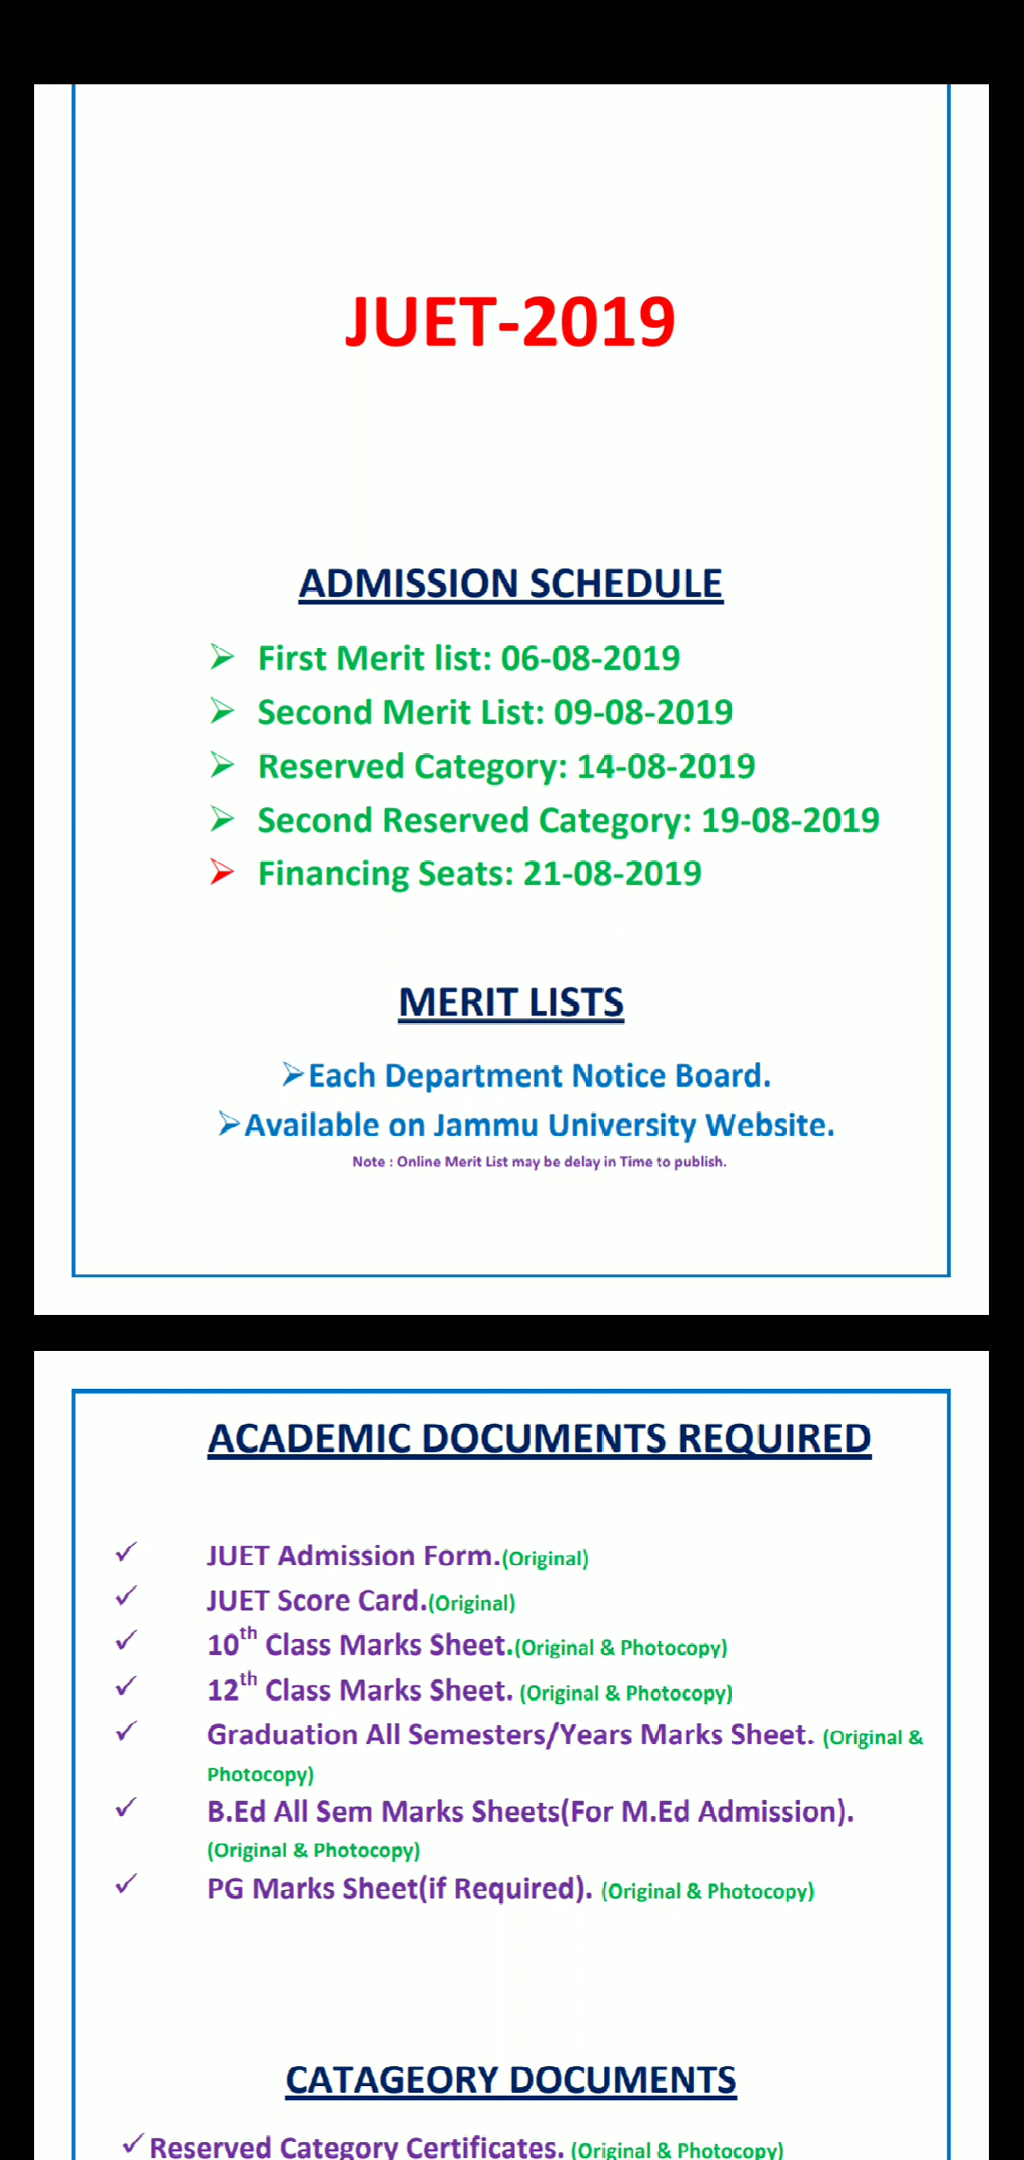 JUET-2019
ADMISSION SCHEDULE
➢ First Merit list: 06-08-2019
➢ Second Merit List: 09-08-2019
➢ Reserved Category: 14-08-2019
➢ Second Reserved Category: 19-08-2019
➢ Financing Seats: 21-08-2019
MERIT LISTS
➢Each Department Notice Board.
➢Available on Jammu University Website.
Note : Online Merit List may be delay in Time to publish.
ACADEMIC DOCUMENTS REQUIRED
✓ JUET Admission Form.(Original)
✓ JUET Score Card.(Original)
✓ 10th Class Marks Sheet.(Original & Photocopy)
✓ 12th Class Marks Sheet. (Original & Photocopy)
✓ Graduation All Semesters/Years Marks Sheet. (Original &
Photocopy)
✓ B.Ed All Sem Marks Sheets(For M.Ed Admission).
(Original & Photocopy)
✓ PG Marks Sheet(if Required). (Original & Photocopy)
CATAGEORY DOCUMENTS
✓Reserved Category Certificates. (Original & Photocopy)